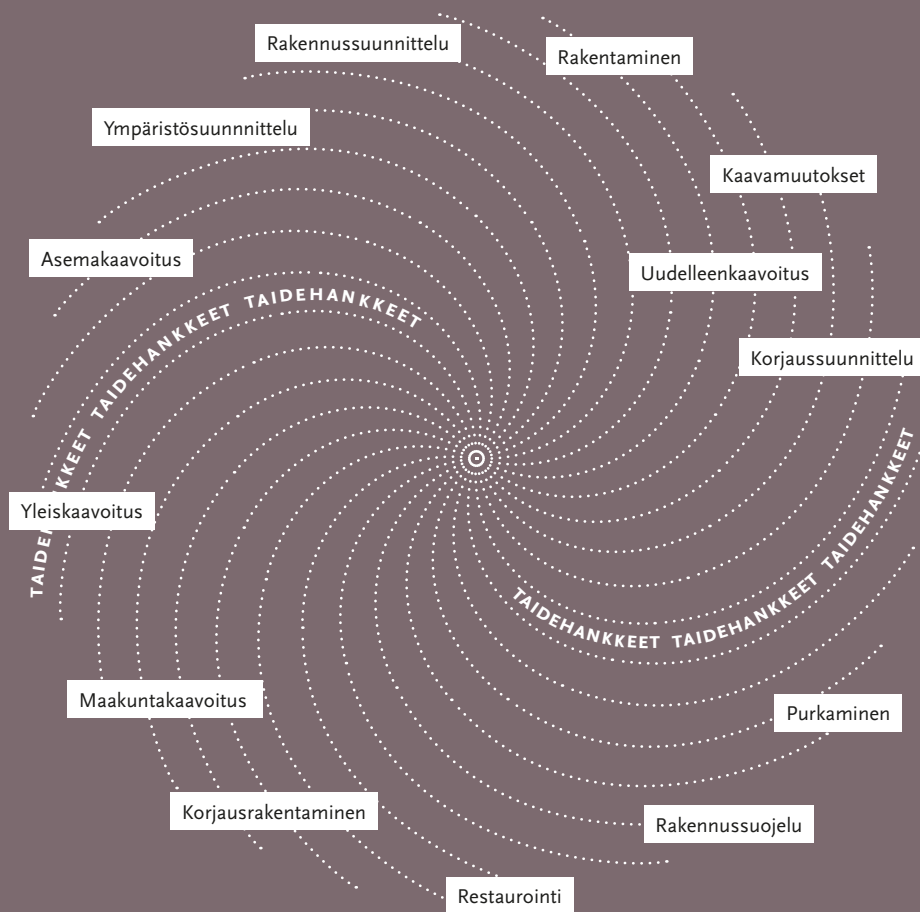 Rakennussuunnittelu
Rakentaminen
Ympäristösuunnnittelu
Kaavamuutokset
Asemakaavoitus
Uudelleenkaavoitus
TAIDEHANKKEET TAIDEHANKKEET TAIDEHANKKEET
Korjaussuunnittelu
Yleiskaavoitus
TAIDEHANKKEET TAIDEHANKKEET TAIDEHANKKEET
Maakuntakaavoitus
Purkaminen
Korjausrakentaminen
Rakennussuojelu
Restaurointi